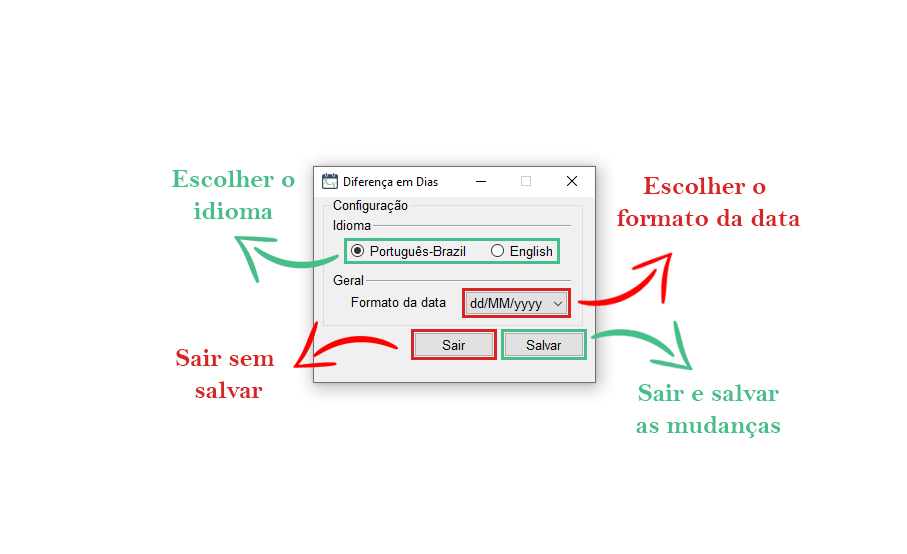 Escolher o
idioma
Diferença em Dias
Configuração
Idioma
Português-Brazil English
Geral
Formato da data dd/MM/yyyy
Sair Salvar
Escolher o
formato da data
Sair sem
salvar
Sair e salvar
as mudanças